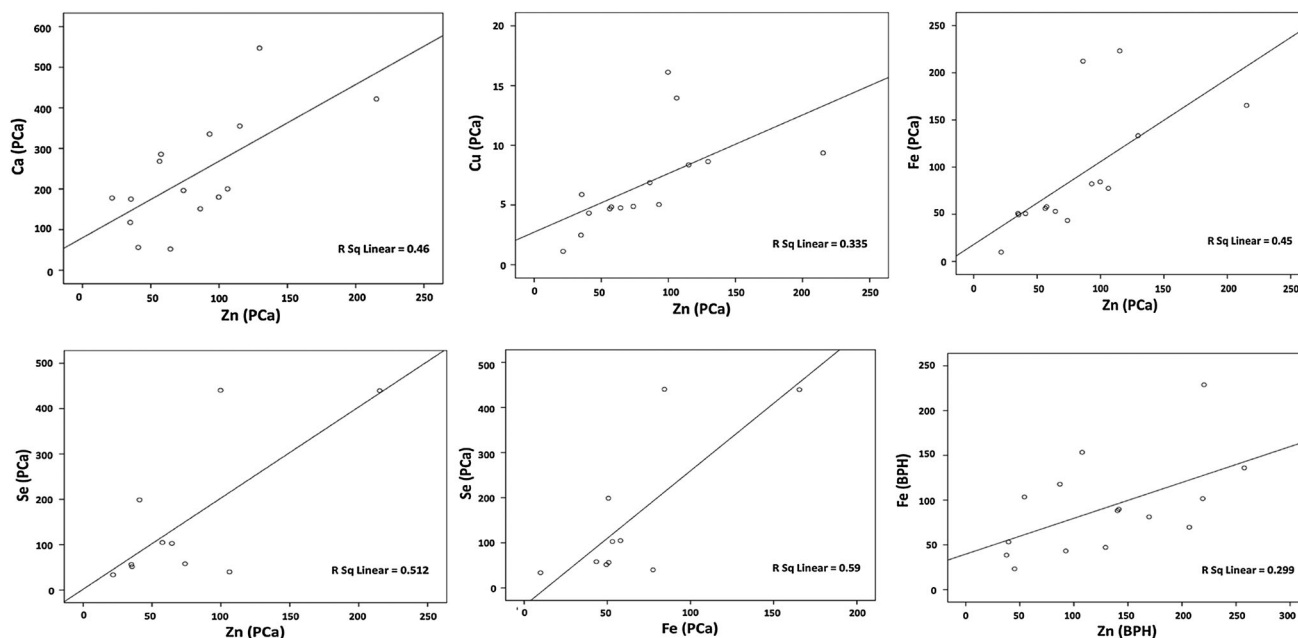 600
500
400
300
200
100
0
Ca (PCa)
0 50 100 150 200 250
Zn (PCa)
R Sq Linear = 0.46
20
15
10
5
0
Cu (PCa)
0 50 100 150 200 250
Zn (PCa)
R Sq Linear = 0.335
250
200
150
100
50
0
Fe (PCa)
0 50 100 150 200 250
Zn (PCa)
R Sq Linear = 0.45
500
400
300
200
100
0
Se (PCa)
0 50 100 150 200 250
Zn (PCa)
R Sq Linear = 0.512
500
400
300
200
100
0
Se (PCa)
0 50 100 150 200
Fe (PCa)
R Sq Linear = 0.59
250
200
150
100
50
0
Fe (BPH)
0 50 100 150 200 250 300
Zn (BPH)
R Sq Linear = 0.299